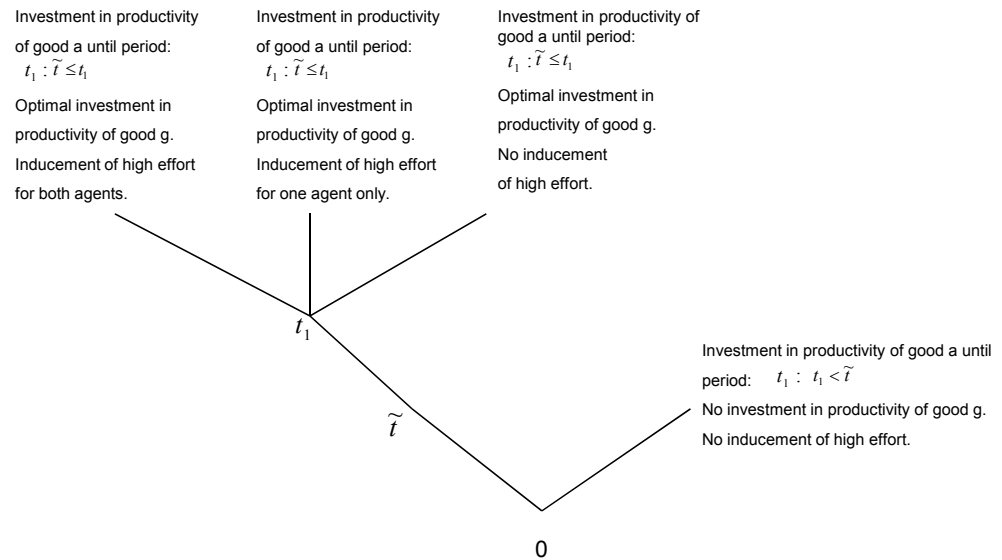 Investment in productivity
of good a until period:
t₁ : t̃ ≤ t₁
Optimal investment in
productivity of good g.
Inducement of high effort
for both agents.
Investment in productivity
of good a until period:
t₁ : t̃ ≤ t₁
Optimal investment in
productivity of good g.
Inducement of high effort
for one agent only.
Investment in productivity of
good a until period:
t₁ : t̃ ≤ t₁
Optimal investment in
productivity of good g.
No inducement
of high effort.
t₁
Investment in productivity of good a until
period: t₁ : t₁ < t̃
No investment in productivity of good g.
No inducement of high effort.
t̃
0